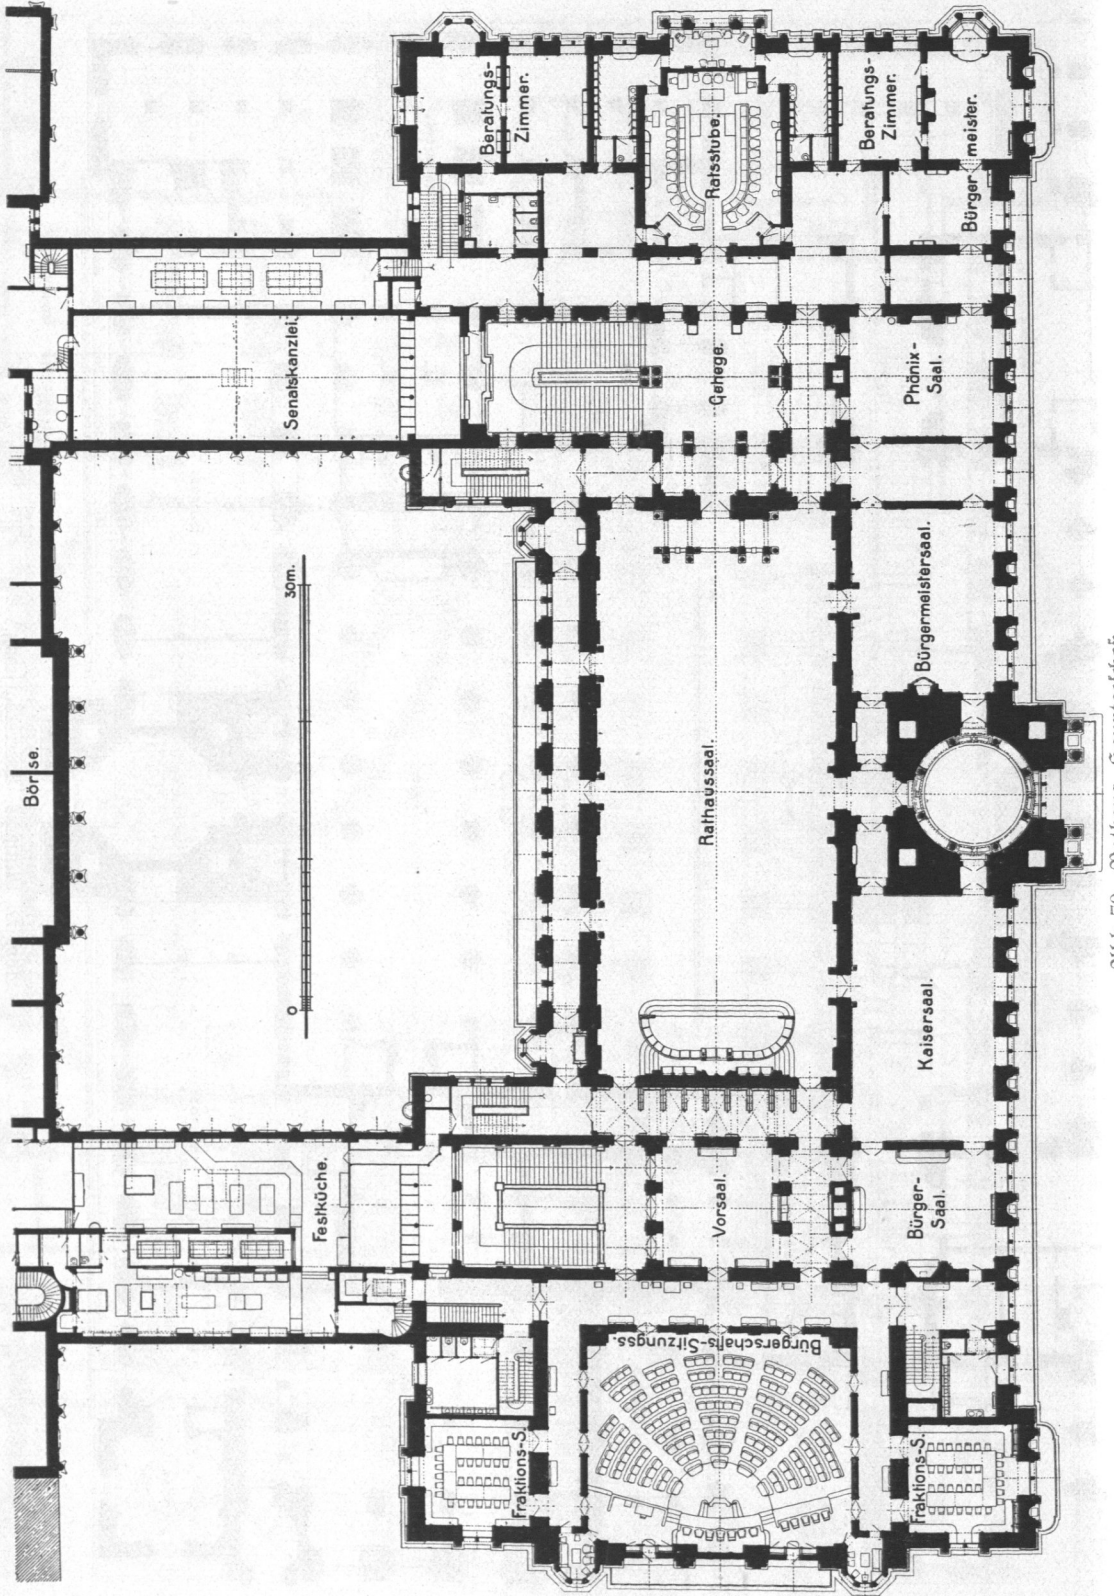 Beratungs-
Zimmer.
Ratsstube.
Beratungs-
Zimmer.
Bürger
meister.
Senatskanzlei.
Gehege.
Phönix-
Saal.
Börse.
0
30m.
Rathaussaal.
Bürgermeistersaal.
Kaisersaal.
Festküche.
Vorsaal.
Bürger-
Saal.
Bürgerschafts-Sitzungss.
Fraktions-S.
Fraktions-S.